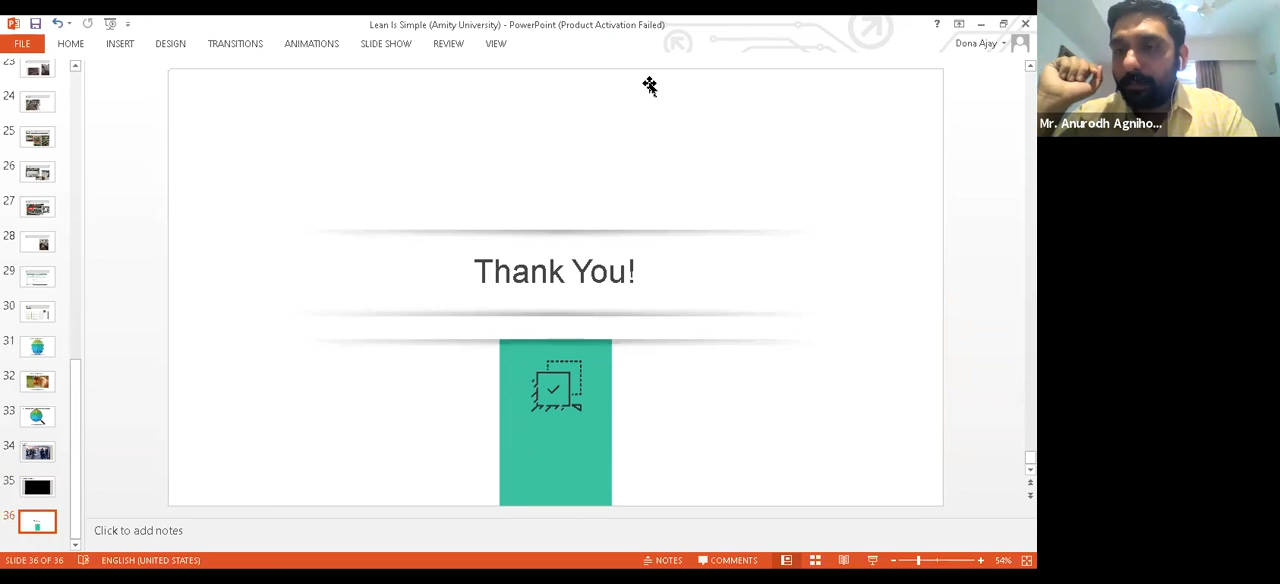 Lean Is Simple (Amity University) - PowerPoint (Product Activation Failed)
FILE HOME INSERT DESIGN TRANSITIONS ANIMATIONS SLIDE SHOW REVIEW VIEW
Dona Ajay
Mr. Anurodh Agniho...
23
24
25
26
27
28
29
30
31
32
33
34
35
36
Thank You!
Click to add notes
SLIDE 36 OF 36 ENGLISH (UNITED STATES) NOTES COMMENTS 54%